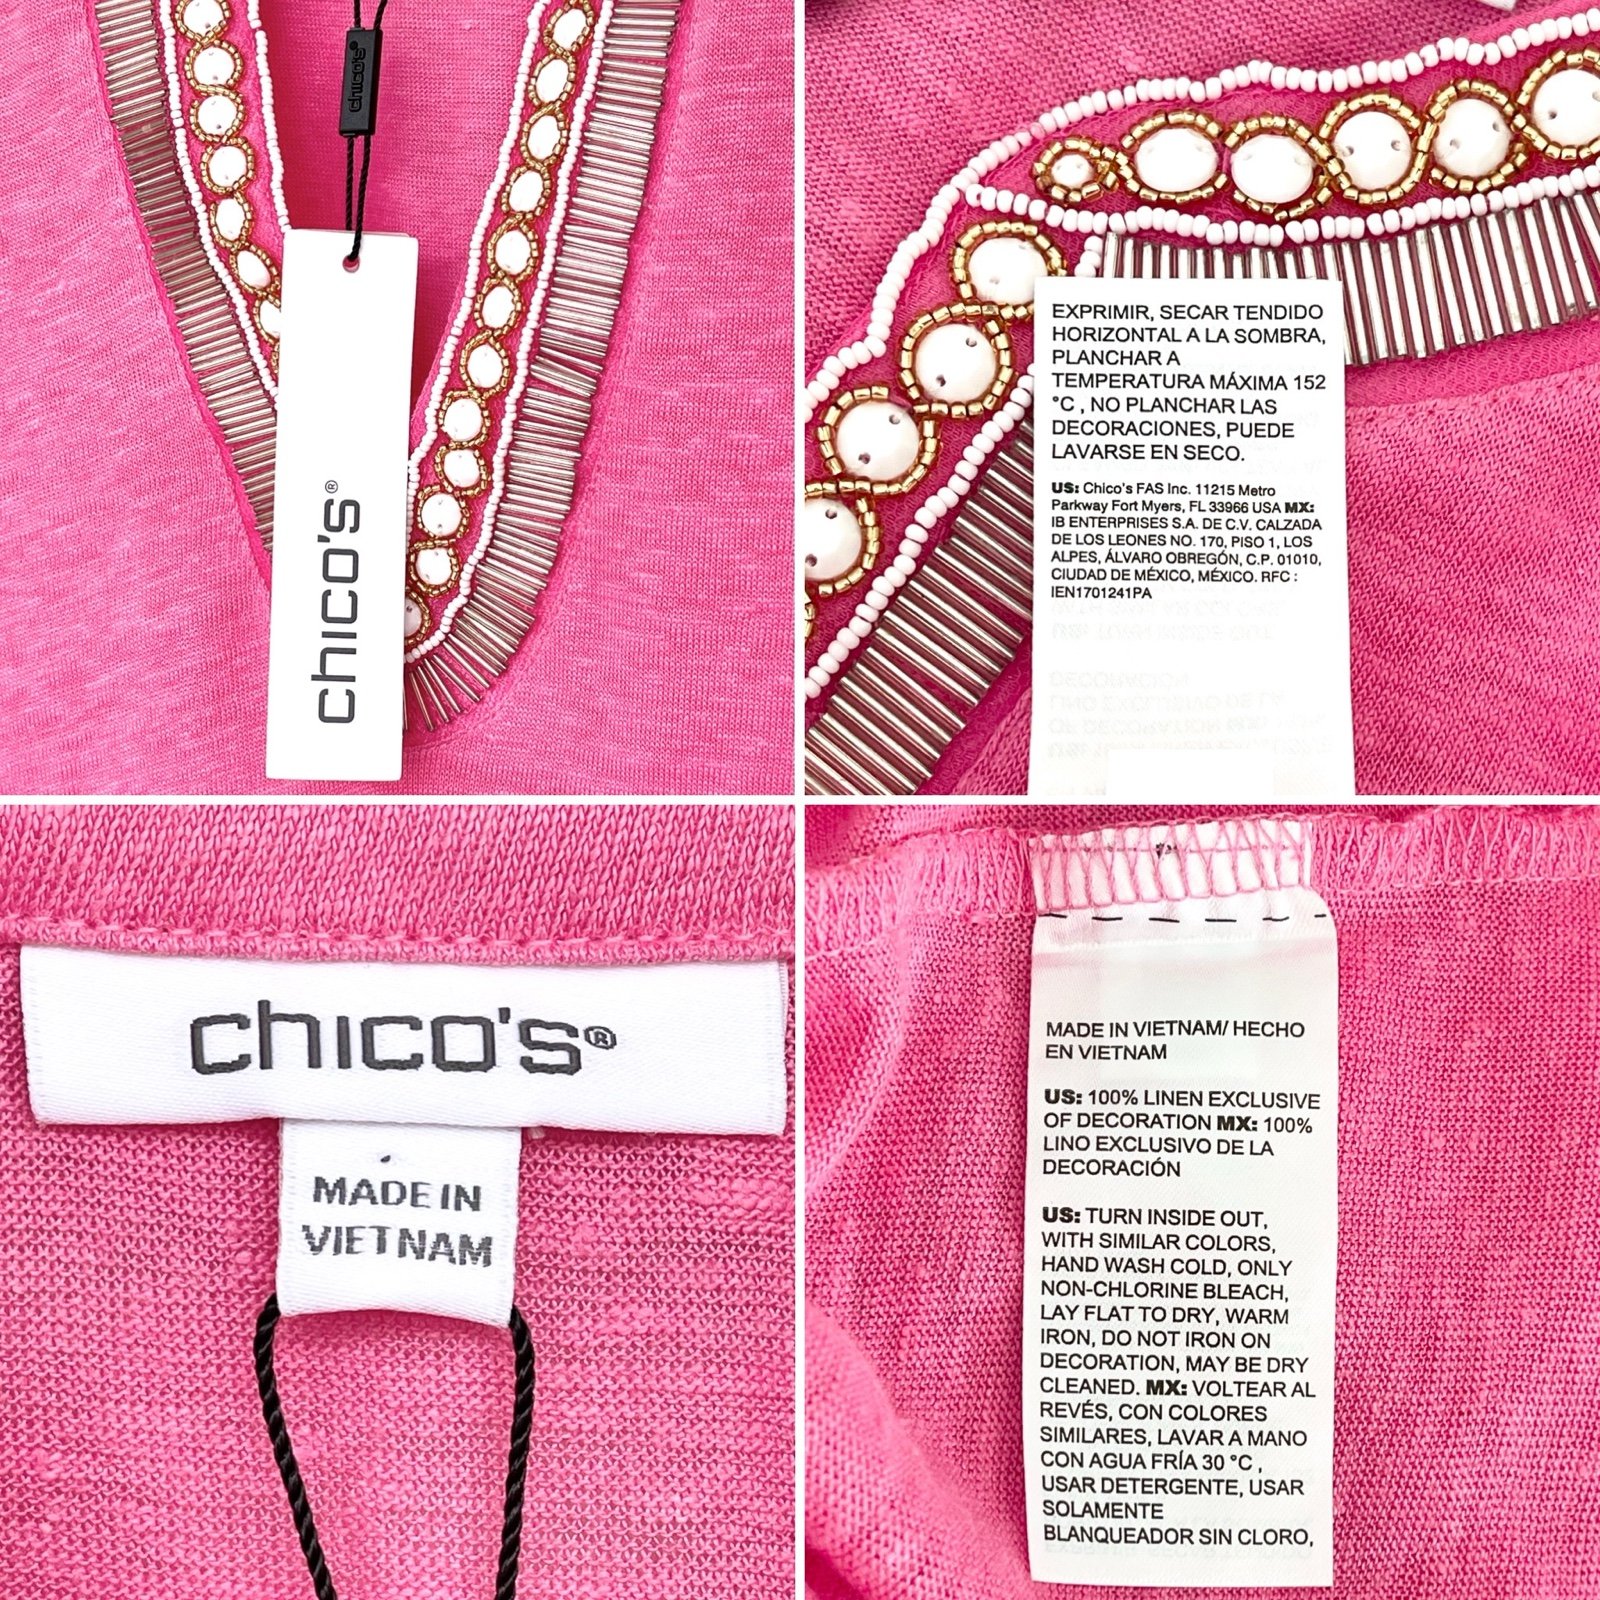 chico's®
chico's®
EXPRIMIR, SECAR TENDIDO
HORIZONTAL A LA SOMBRA,
PLANCHAR A
TEMPERATURA MÁXIMA 152
°C , NO PLANCHAR LAS
DECORACIONES, PUEDE
LAVARSE EN SECO.
US: Chico's FAS Inc. 11215 Metro
Parkway Fort Myers, FL 33966 USA MX:
IB ENTERPRISES S.A. DE C.V. CALZADA
DE LOS LEONES NO. 170, PISO 1, LOS
ALPES, ÁLVARO OBREGÓN, C.P. 01010,
CIUDAD DE MÉXICO, MÉXICO. RFC :
IEN1701241PA
chico's®
MADE IN
VIETNAM
MADE IN VIETNAM/ HECHO
EN VIETNAM
US: 100% LINEN EXCLUSIVE
OF DECORATION MX: 100%
LINO EXCLUSIVO DE LA
DECORACIÓN
US: TURN INSIDE OUT,
WITH SIMILAR COLORS,
HAND WASH COLD, ONLY
NON-CHLORINE BLEACH,
LAY FLAT TO DRY, WARM
IRON, DO NOT IRON ON
DECORATION, MAY BE DRY
CLEANED. MX: VOLTEAR AL
REVÉS, CON COLORES
SIMILARES, LAVAR A MANO
CON AGUA FRÍA 30 °C ,
USAR DETERGENTE, USAR
SOLAMENTE
BLANQUEADOR SIN CLORO,